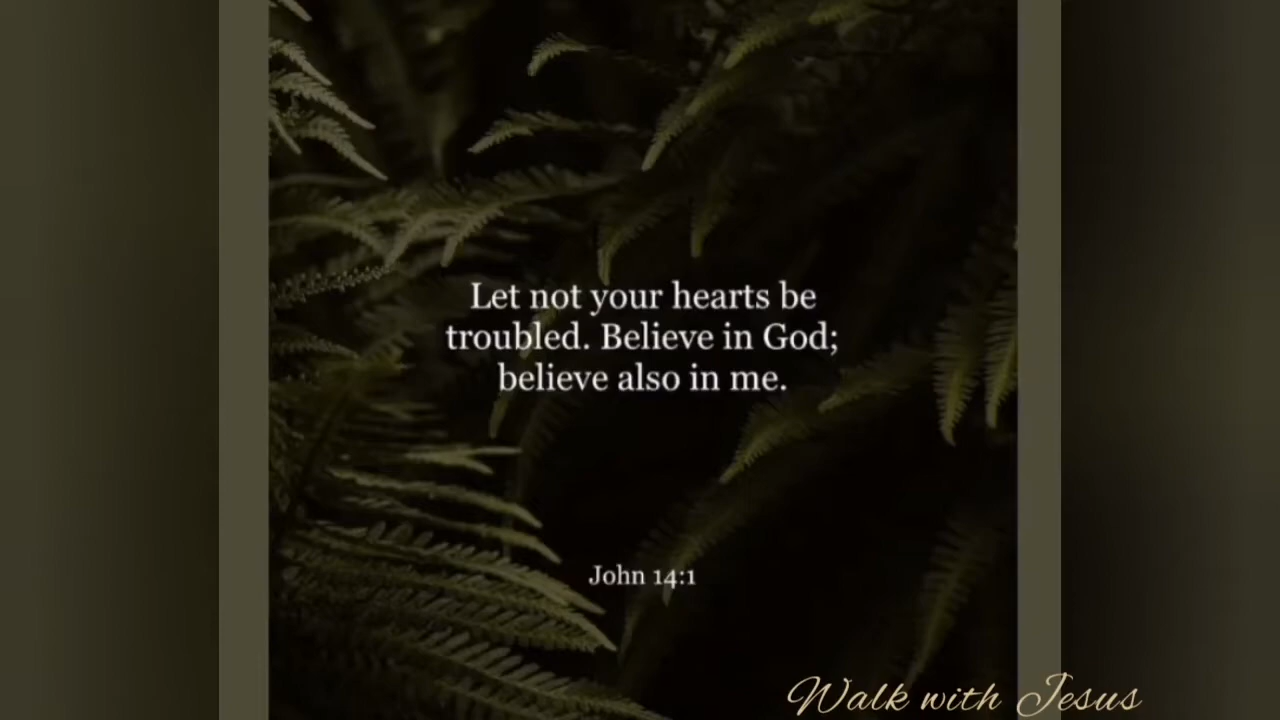 Let not your hearts be
troubled. Believe in God;
believe also in me.
John 14:1
Walk with Jesus